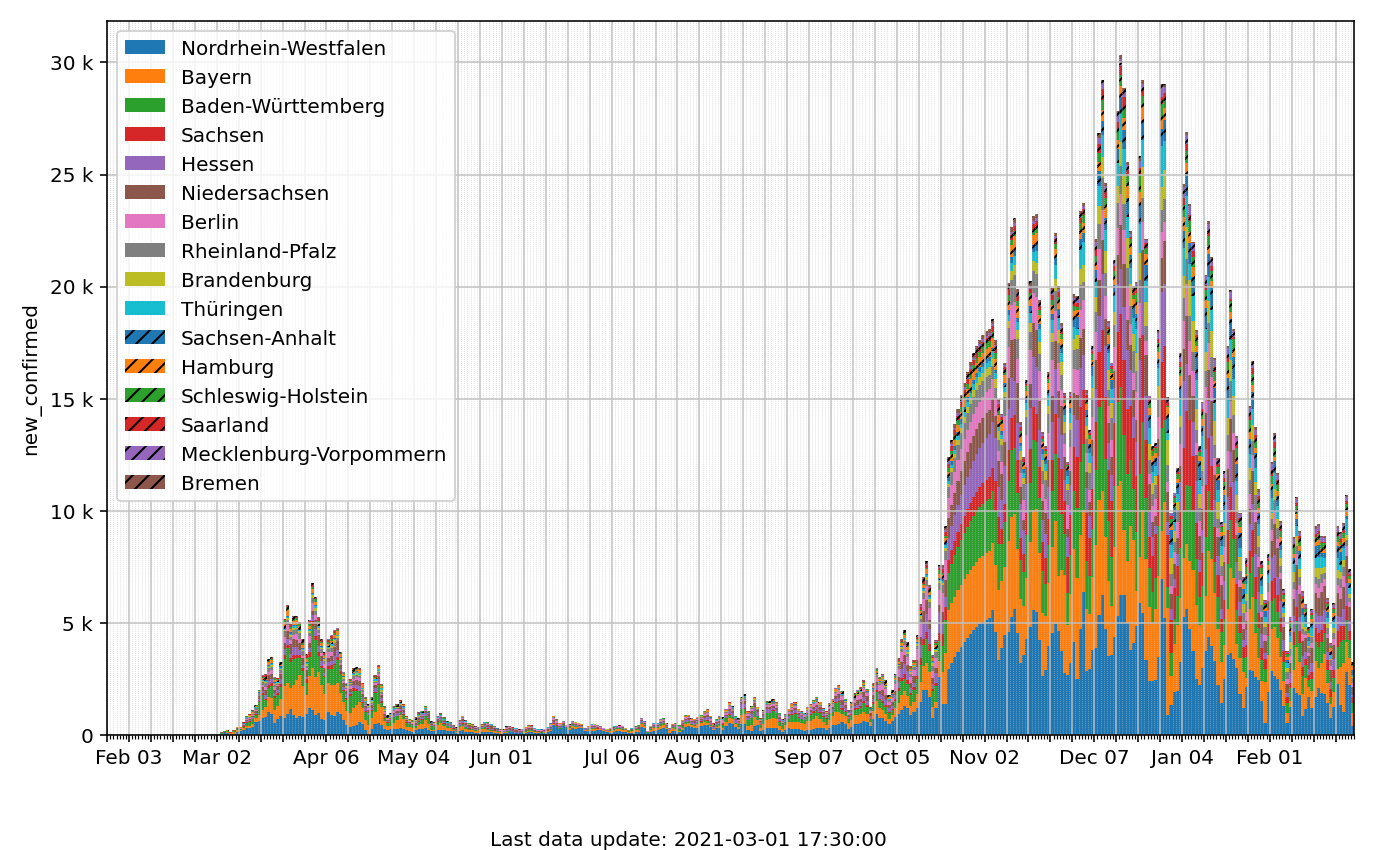 30 k
25 k
20 k
15 k
10 k
5 k
0
new_confirmed
Nordrhein-Westfalen
Bayern
Baden-Württemberg
Sachsen
Hessen
Niedersachsen
Berlin
Rheinland-Pfalz
Brandenburg
Thüringen
Sachsen-Anhalt
Hamburg
Schleswig-Holstein
Saarland
Mecklenburg-Vorpommern
Bremen
Feb 03 Mar 02 Apr 06 May 04 Jun 01 Jul 06 Aug 03 Sep 07 Oct 05 Nov 02 Dec 07 Jan 04 Feb 01
Last data update: 2021-03-01 17:30:00